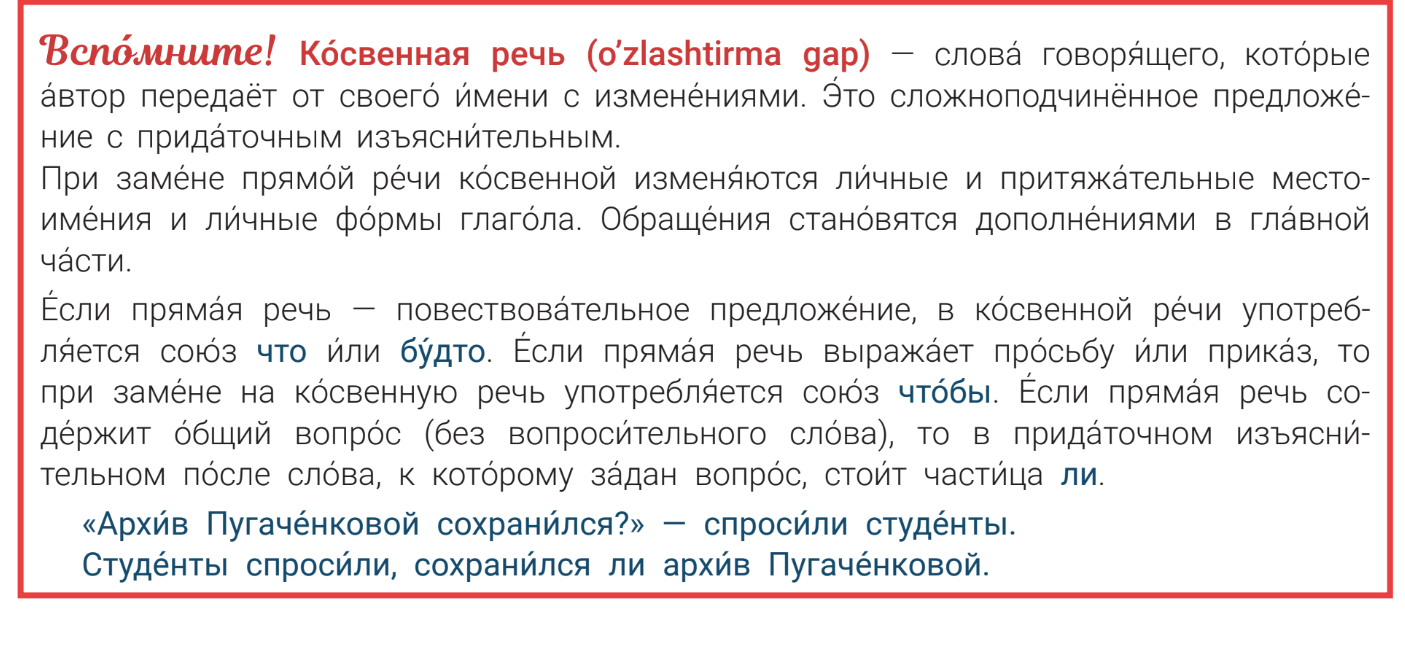 Вспо́мните! Ко́свенная речь (o‘zlashtirma gap) — слова́ говоря́щего, кото́рые
а́втор передаёт от своего́ и́мени с измене́ниями. Э́то сложноподчинённое предложе́-
ние с прида́точным изъясни́тельным.
При заме́не прямо́й ре́чи ко́свенной изменя́ются ли́чные и притяжа́тельные место-
име́ния и ли́чные фо́рмы глаго́ла. Обраще́ния стано́вятся дополне́ниями в гла́вной
ча́сти.
Е́сли пряма́я речь — повествова́тельное предложе́ние, в ко́свенной ре́чи употреб-
ля́ется сою́з что и́ли бу́дто. Е́сли пряма́я речь выража́ет про́сьбу и́ли прика́з, то
при заме́не на ко́свенную речь употребля́ется сою́з что́бы. Е́сли пряма́я речь со-
де́ржит о́бщий вопро́с (без вопроси́тельного сло́ва), то в прида́точном изъясни́-
тельном по́сле сло́ва, к кото́рому за́дан вопро́с, стои́т части́ца ли.
«Архи́в Пугаче́нковой сохрани́лся?» — спроси́ли студе́нты.
Студе́нты спроси́ли, сохрани́лся ли архи́в Пугаче́нковой.